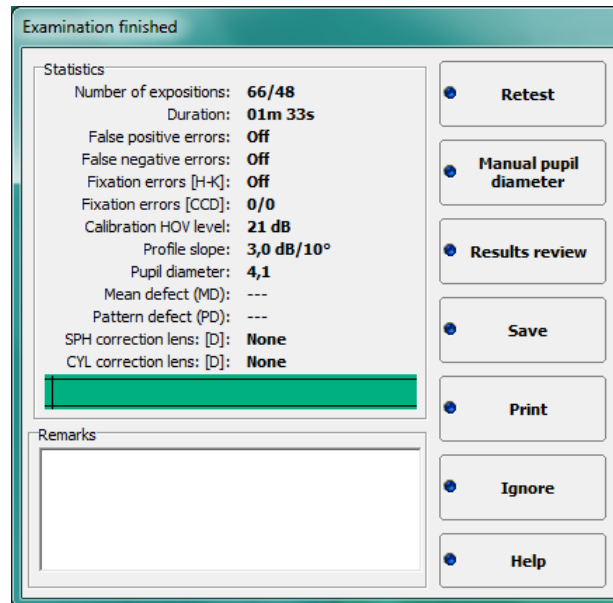 Examination finished
Statistics
Number of expositions: 66/48
Duration: 01m 33s
False positive errors: Off
False negative errors: Off
Fixation errors [H-K]: Off
Fixation errors [CCD]: 0/0
Calibration HOV level: 21 dB
Profile slope: 3,0 dB/10°
Pupil diameter: 4,1
Mean defect (MD): ---
Pattern defect (PD): ---
SPH correction lens: [D]: None
CYL correction lens: [D]: None
Remarks
Retest
Manual pupil
diameter
Results review
Save
Print
Ignore
Help